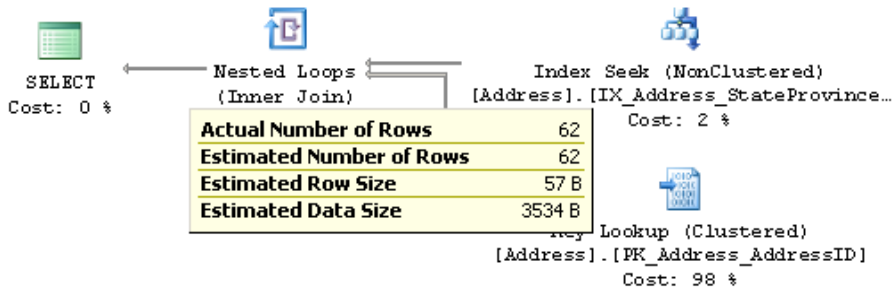 SELECT
Cost: 0 %
Nested Loops
(Inner Join)
Index Seek (NonClustered)
[Address].[IX_Address_StateProvince…
Cost: 2 %
Actual Number of Rows 62
Estimated Number of Rows 62
Estimated Row Size 57 B
Estimated Data Size 3534 B
Lookup (Clustered)
[Address].[PK_Address_AddressID]
Cost: 98 %